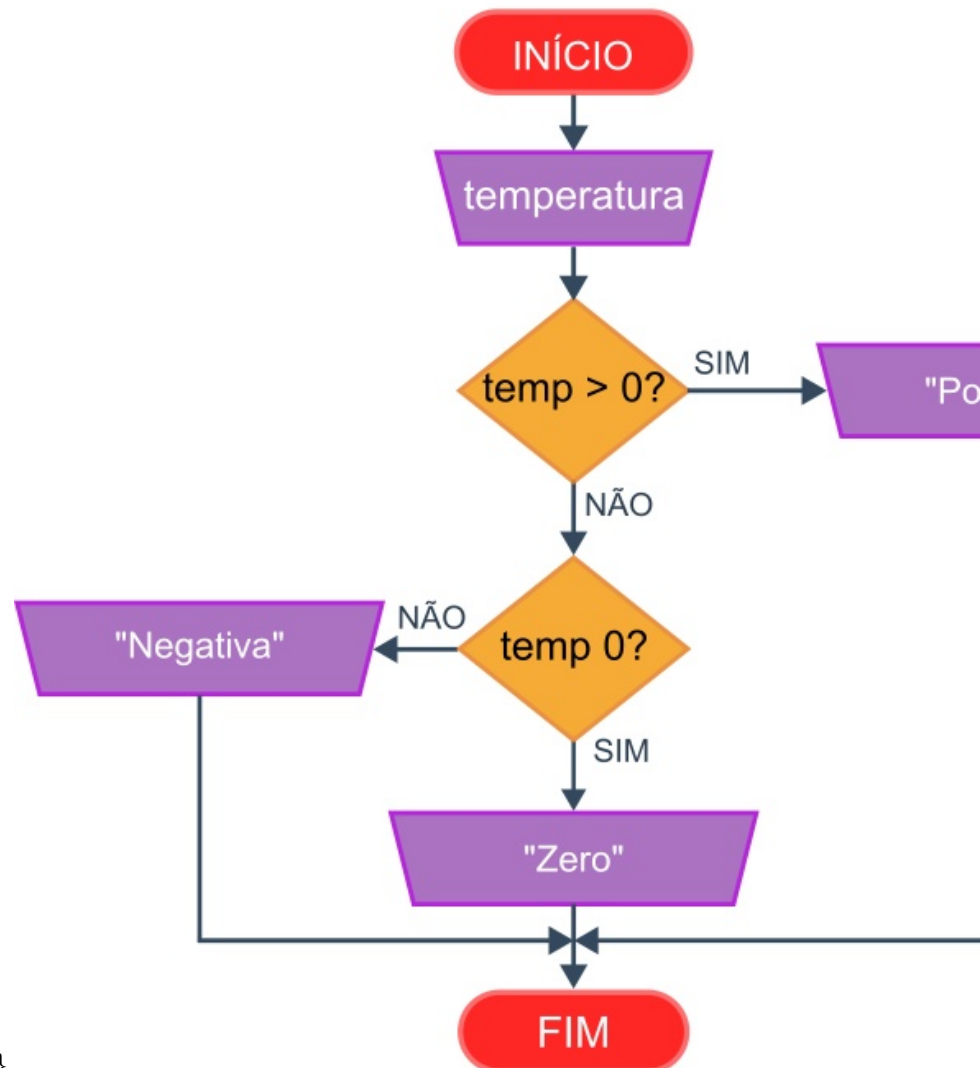 INÍCIO
temperatura
temp > 0?
SIM
"Po
NÃO
temp 0?
NÃO
"Negativa"
SIM
"Zero"
FIM